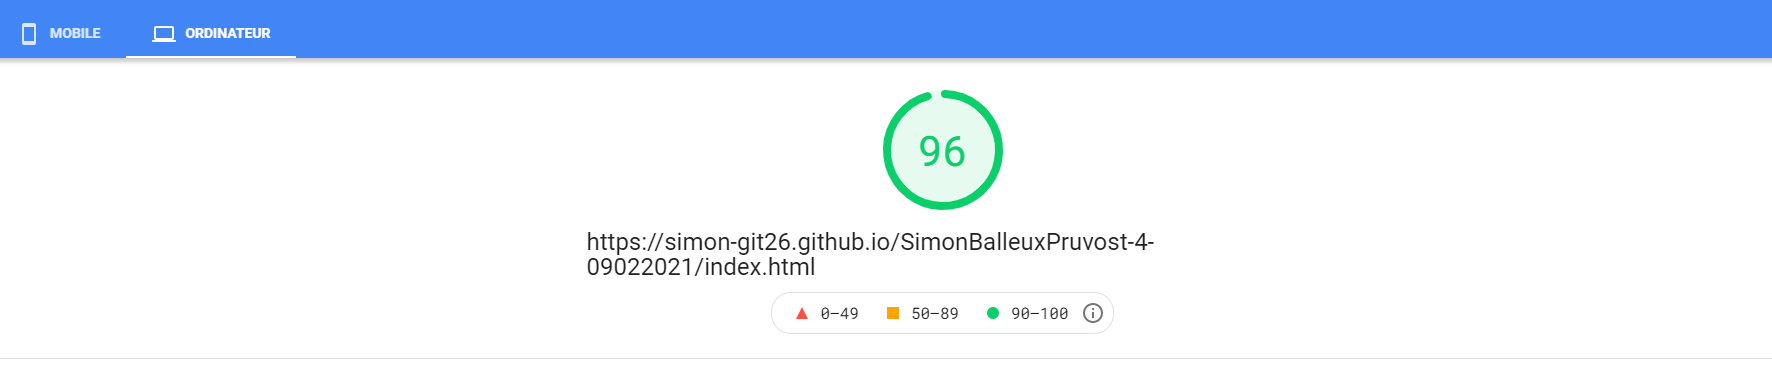 MOBILE
ORDINATEUR
96
https://simon-git26.github.io/SimonBalleuxPruvost-4-
09022021/index.html
0–49
50–89
90–100